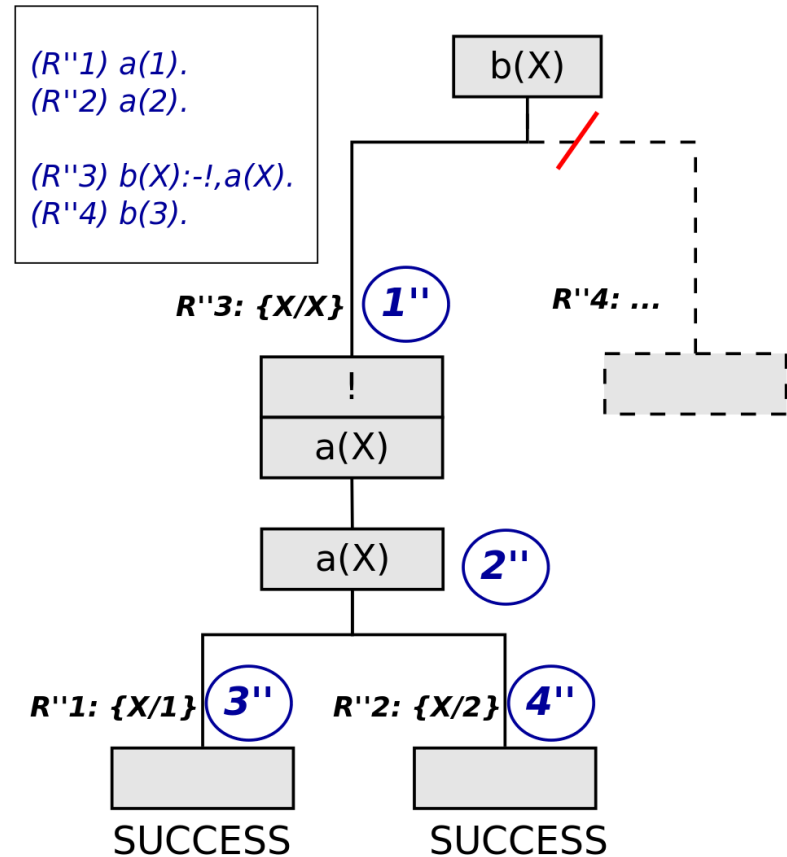 (R''1) a(1).
(R''2) a(2).
(R''3) b(X):-!,a(X).
(R''4) b(3).
b(X)
R''3: {X/X}
1''
R''4: ...
!
a(X)
a(X)
2''
R''1: {X/1}
3''
R''2: {X/2}
4''
SUCCESS
SUCCESS